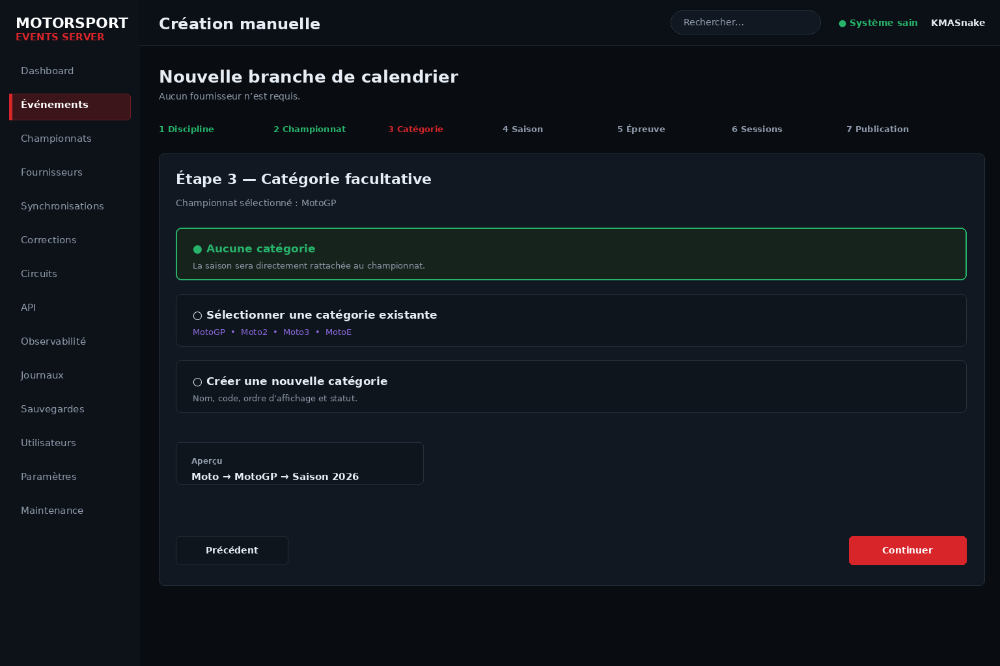 MOTORSPORT
EVENTS SERVER
Dashboard
Événements
Championnats
Fournisseurs
Synchronisations
Corrections
Circuits
API
Observabilité
Journaux
Sauvegardes
Utilisateurs
Paramètres
Maintenance
Création manuelle
Rechercher...
● Système sain
KMASnake
Nouvelle branche de calendrier
Aucun fournisseur n’est requis.
1 Discipline 2 Championnat 3 Catégorie 4 Saison 5 Épreuve 6 Sessions 7 Publication
Étape 3 — Catégorie facultative
Championnat sélectionné : MotoGP
● Aucune catégorie
La saison sera directement rattachée au championnat.
○ Sélectionner une catégorie existante
MotoGP • Moto2 • Moto3 • MotoE
○ Créer une nouvelle catégorie
Nom, code, ordre d’affichage et statut.
Aperçu
Moto → MotoGP → Saison 2026
Précédent
Continuer